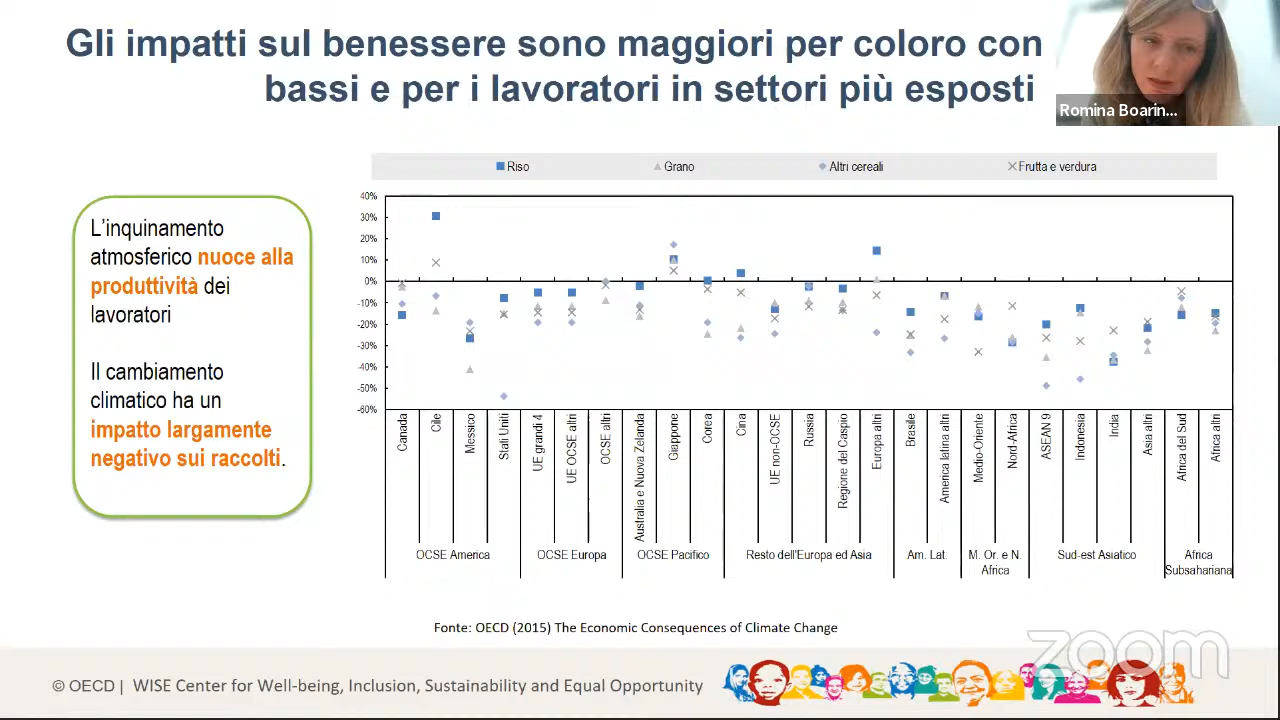 Gli impatti sul benessere sono maggiori per coloro con
bassi e per i lavoratori in settori più esposti
Romina Boarin...
Riso
Grano
Altri cereali
Frutta e verdura
L'inquinamento
atmosferico nuoce alla
produttività dei
lavoratori
Il cambiamento
climatico ha un
impatto largamente
negativo sui raccolti.
40%
30%
20%
10%
0%
-10%
-20%
-30%
-40%
-50%
-60%
Canada
Cile
Messico
Stati Uniti
UE grandi 4
UE OCSE altri
OCSE altri
Australia e Nuova Zelanda
Giappone
Corea
Cina
UE non-OCSE
Russia
Regione del Caspio
Europa altri
Brasile
America latina altri
Medio-Oriente
Nord-Africa
ASEAN 9
Indonesia
India
Asia altri
Africa del Sud
Africa altri
OCSE America
OCSE Europa
OCSE Pacifico
Resto dell'Europa ed Asia
Am. Lat.
M. Or. e N.
Africa
Sud-est Asiatico
Africa
Subsahariana
Fonte: OECD (2015) The Economic Consequences of Climate Change
zoom
© OECD | WISE Center for Well-being, Inclusion, Sustainability and Equal Opportunity